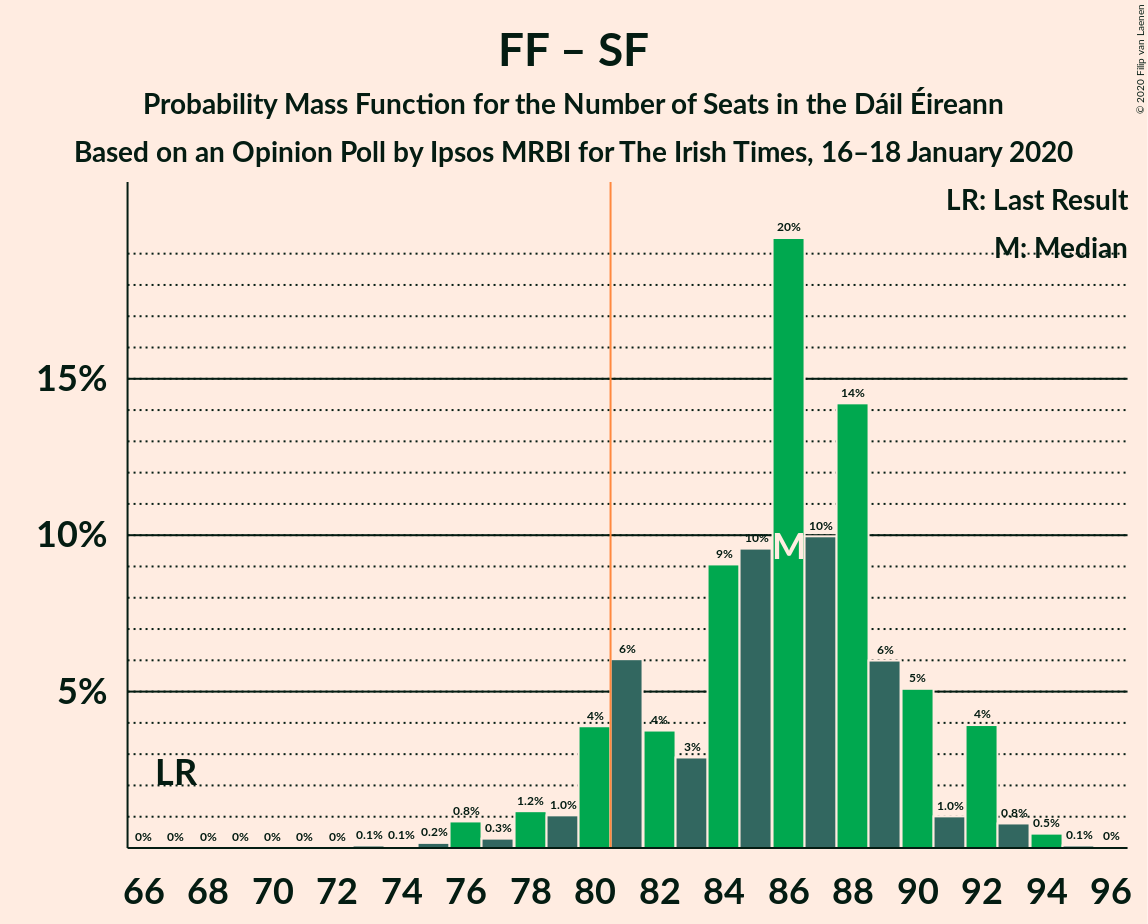 © 2020 Filip van Laenen
FF – SF
Probability Mass Function for the Number of Seats in the Dáil Éireann
Based on an Opinion Poll by Ipsos MRBI for The Irish Times, 16–18 January 2020
LR: Last Result
M: Median
15%
10%
5%
LR
M
0% 0% 0% 0% 0% 0% 0% 0.1% 0.1% 0.2% 0.8% 0.3% 1.2% 1.0% 4% 6% 4% 3% 9% 10% 20% 10% 14% 6% 5% 1.0% 4% 0.8% 0.5% 0.1% 0%
66 68 70 72 74 76 78 80 82 84 86 88 90 92 94 96